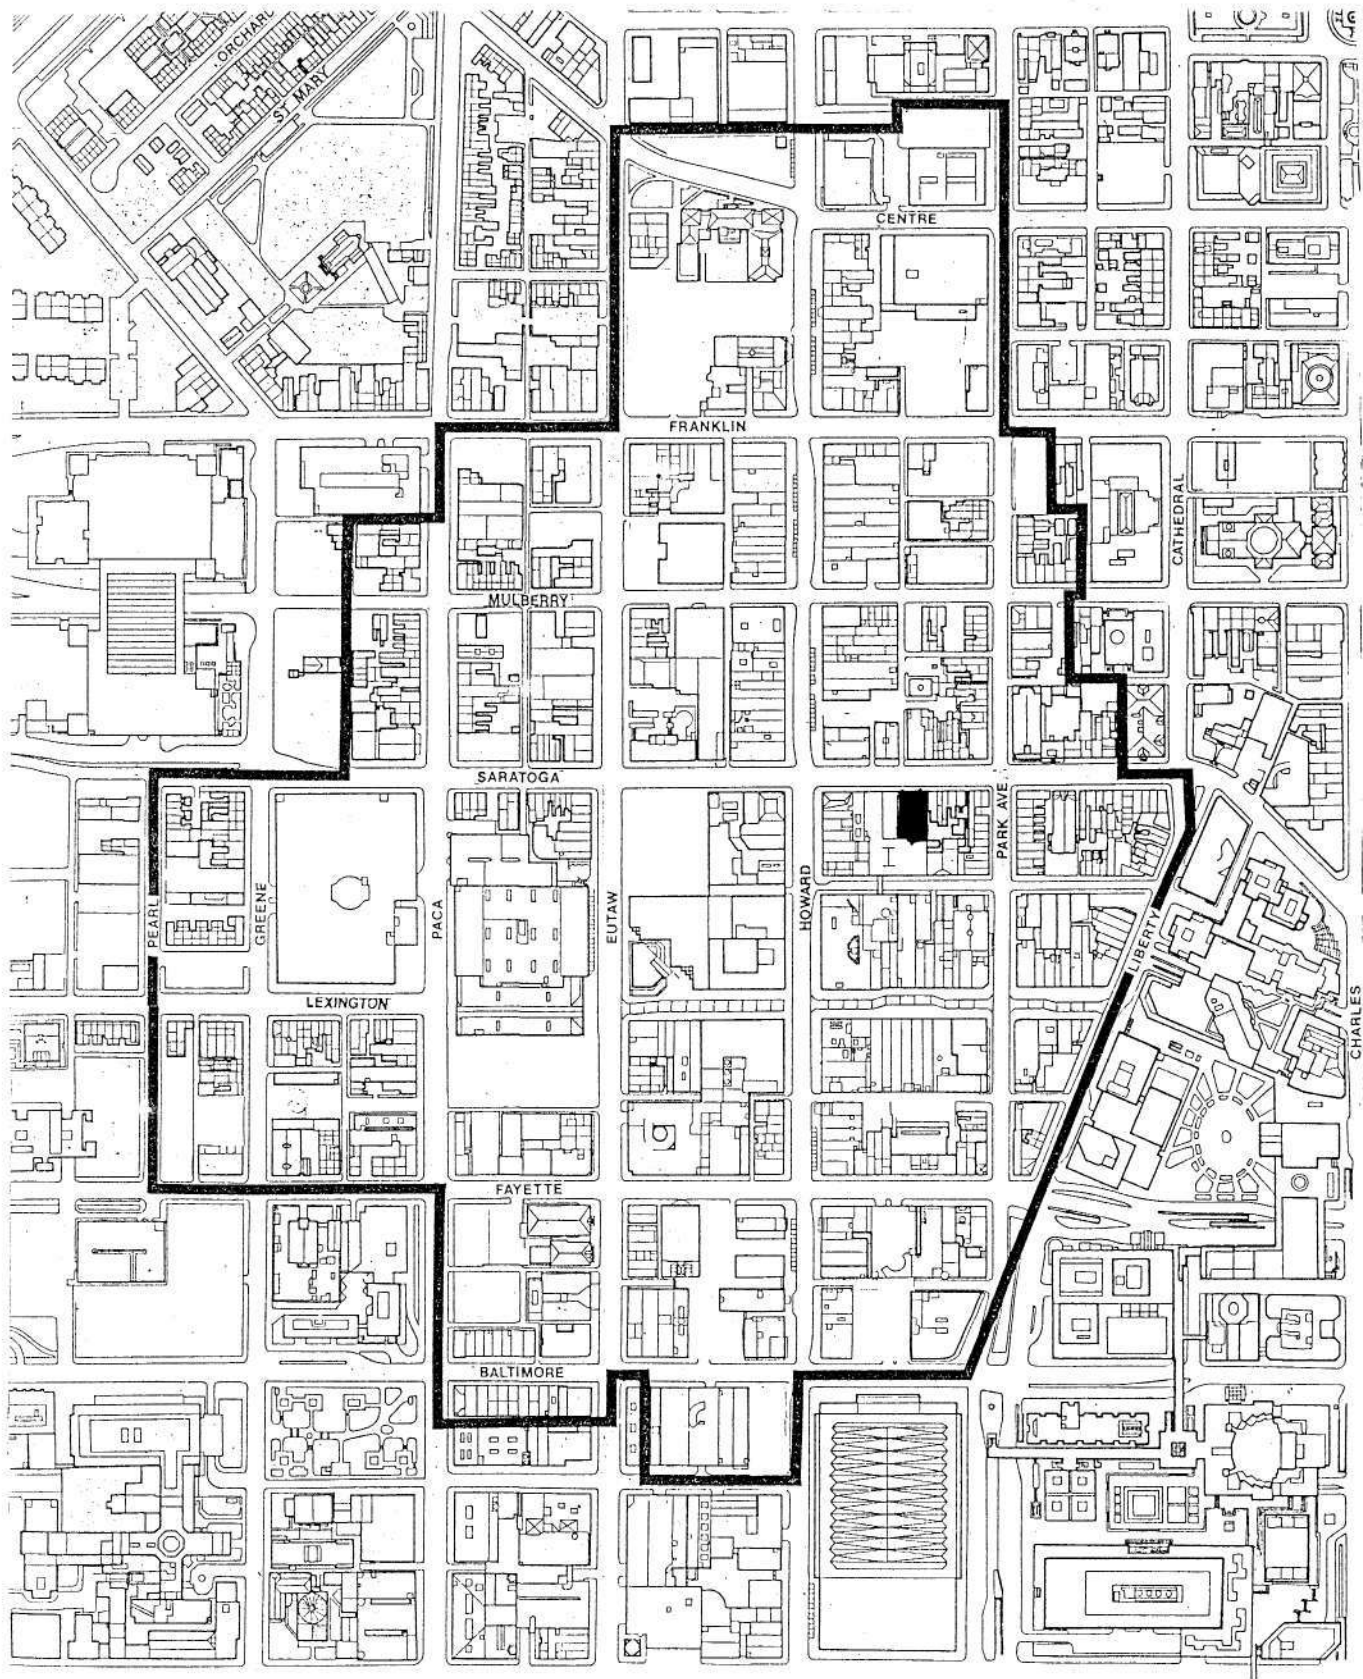 ORCHARD
ST MARY
CENTRE
FRANKLIN
CATHEDRAL
MULBERRY
SARATOGA
PARK AVE
PEARL
GREENE
PACA
EUTAW
HOWARD
LIBERTY
LEXINGTON
CHARLES
FAYETTE
BALTIMORE